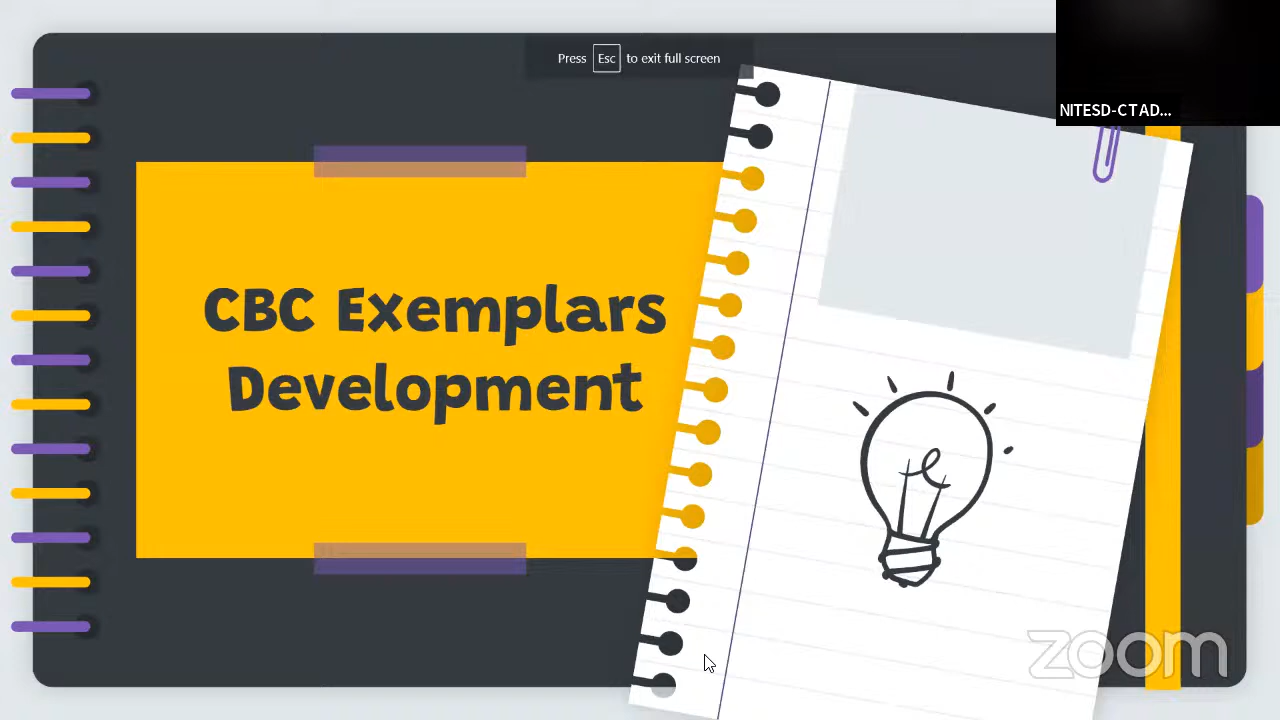 Press Esc to exit full screen
NITESD-CTAD...
CBC Exemplars
Development
zoom